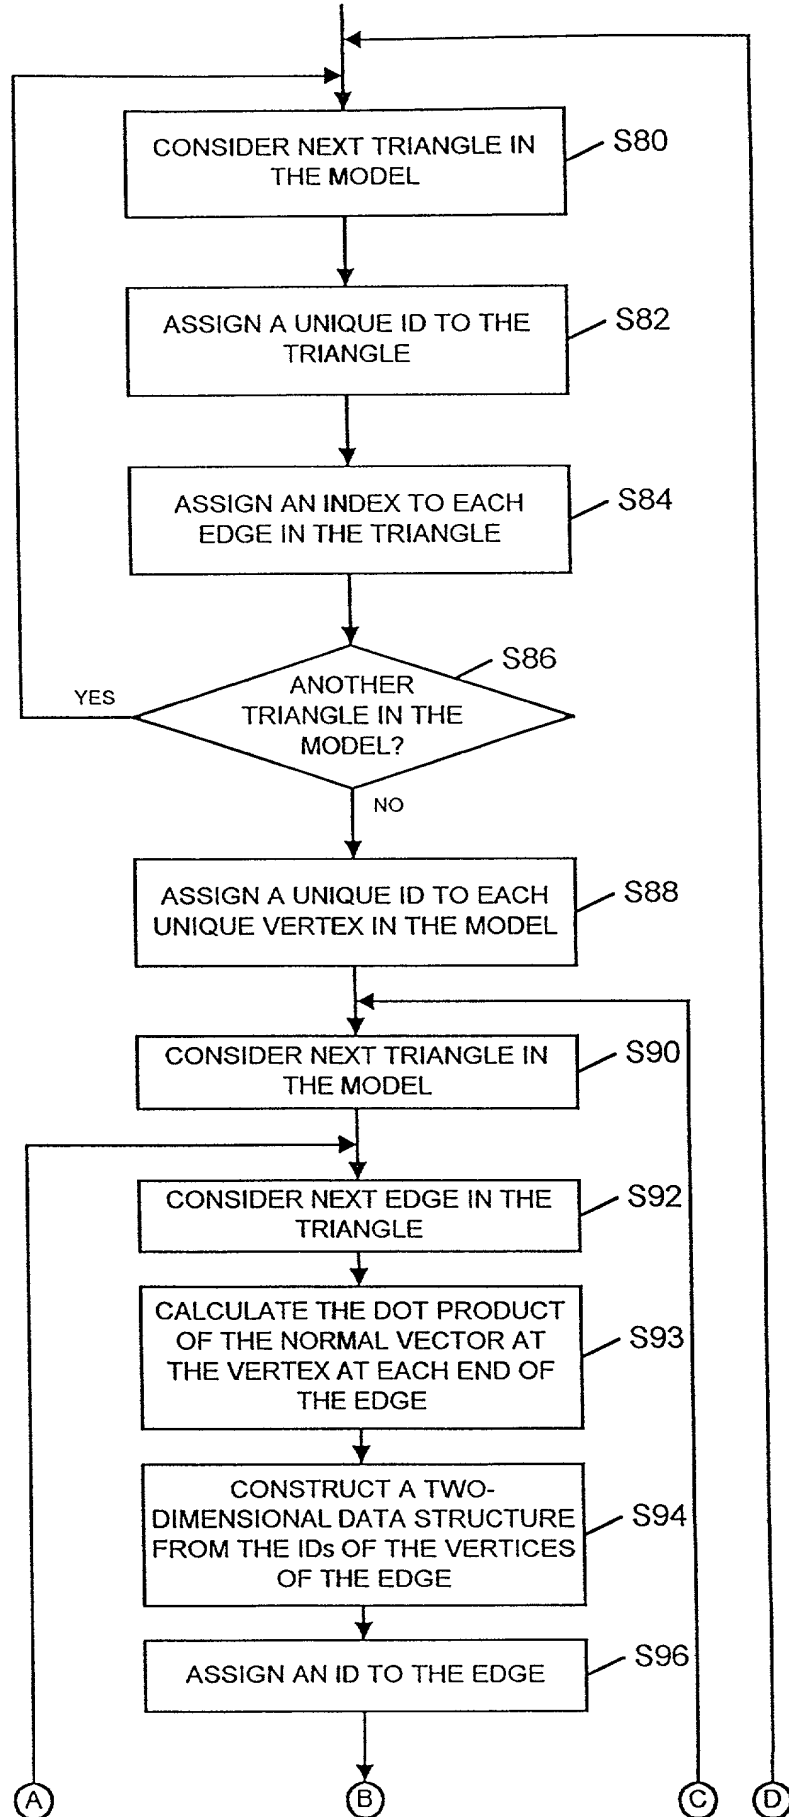 CONSIDER NEXT TRIANGLE IN
THE MODEL
S80
ASSIGN A UNIQUE ID TO THE
TRIANGLE
S82
ASSIGN AN INDEX TO EACH
EDGE IN THE TRIANGLE
S84
S86
ANOTHER
TRIANGLE IN THE
MODEL?
YES
NO
ASSIGN A UNIQUE ID TO EACH
UNIQUE VERTEX IN THE MODEL
S88
CONSIDER NEXT TRIANGLE IN
THE MODEL
S90
CONSIDER NEXT EDGE IN THE
TRIANGLE
S92
CALCULATE THE DOT PRODUCT
OF THE NORMAL VECTOR AT
THE VERTEX AT EACH END OF
THE EDGE
S93
CONSTRUCT A TWO-
DIMENSIONAL DATA STRUCTURE
FROM THE IDs OF THE VERTICES
OF THE EDGE
S94
ASSIGN AN ID TO THE EDGE
S96
A
B
C
D